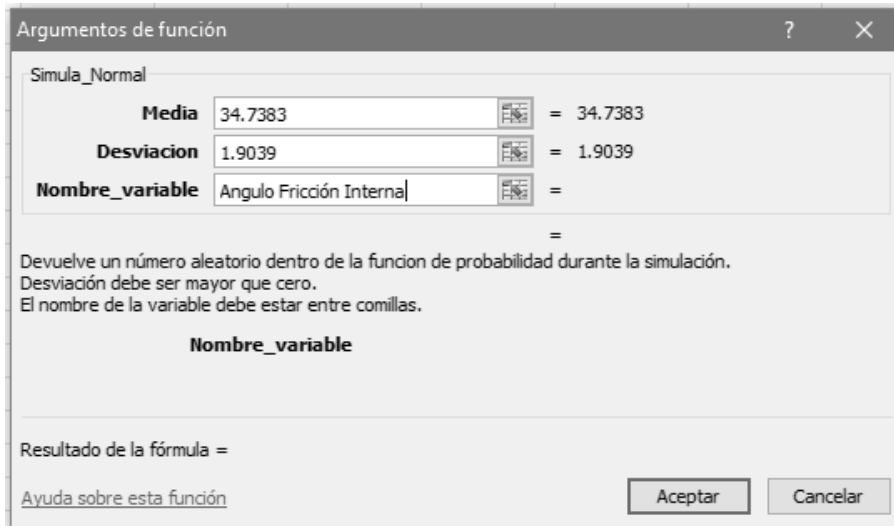 Argumentos de función ? ×
Simula_Normal
Media 34.7383 = 34.7383
Desviacion 1.9039 = 1.9039
Nombre_variable Angulo Fricción Interna =
=
Devuelve un número aleatorio dentro de la funcion de probabilidad durante la simulación.
Desviación debe ser mayor que cero.
El nombre de la variable debe estar entre comillas.
Nombre_variable
Resultado de la fórmula =
Ayuda sobre esta función Aceptar Cancelar